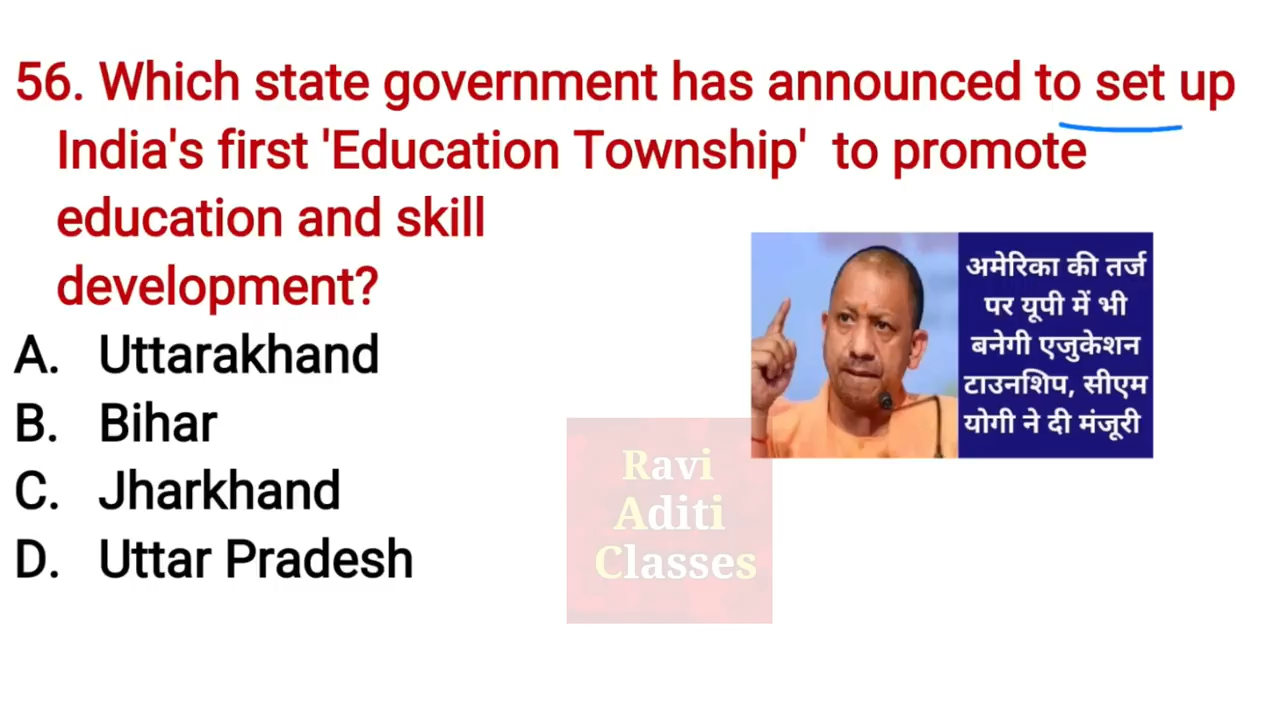 56. Which state government has announced to set up
India's first 'Education Township' to promote
education and skill
development?
अमेरिका की तर्ज
पर यूपी में भी
बनेगी एजुकेशन
टाउनशिप, सीएम
योगी ने दी मंजूरी
A. Uttarakhand
B. Bihar
C. Jharkhand
D. Uttar Pradesh
Ravi
Aditi
Classes